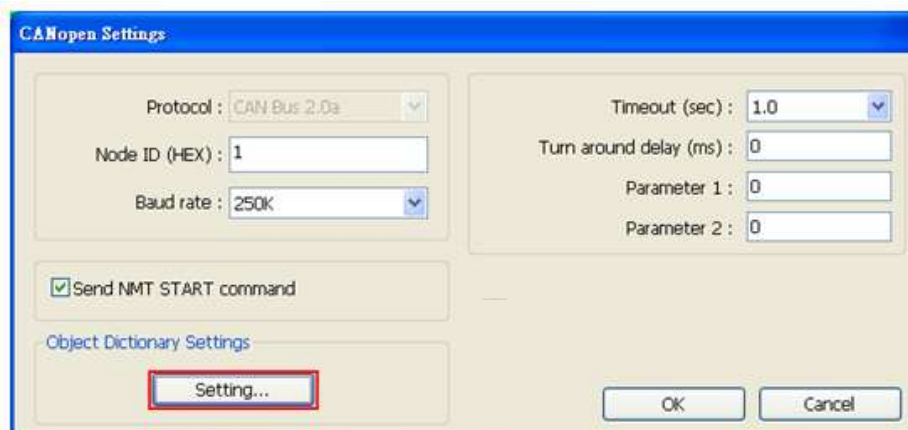 CANopen Settings
Protocol : CAN Bus 2.0a
Node ID (HEX) : 1
Baud rate : 250K
Timeout (sec) : 1.0
Turn around delay (ms) : 0
Parameter 1 : 0
Parameter 2 : 0
Send NMT START command
Object Dictionary Settings
Setting...
OK
Cancel